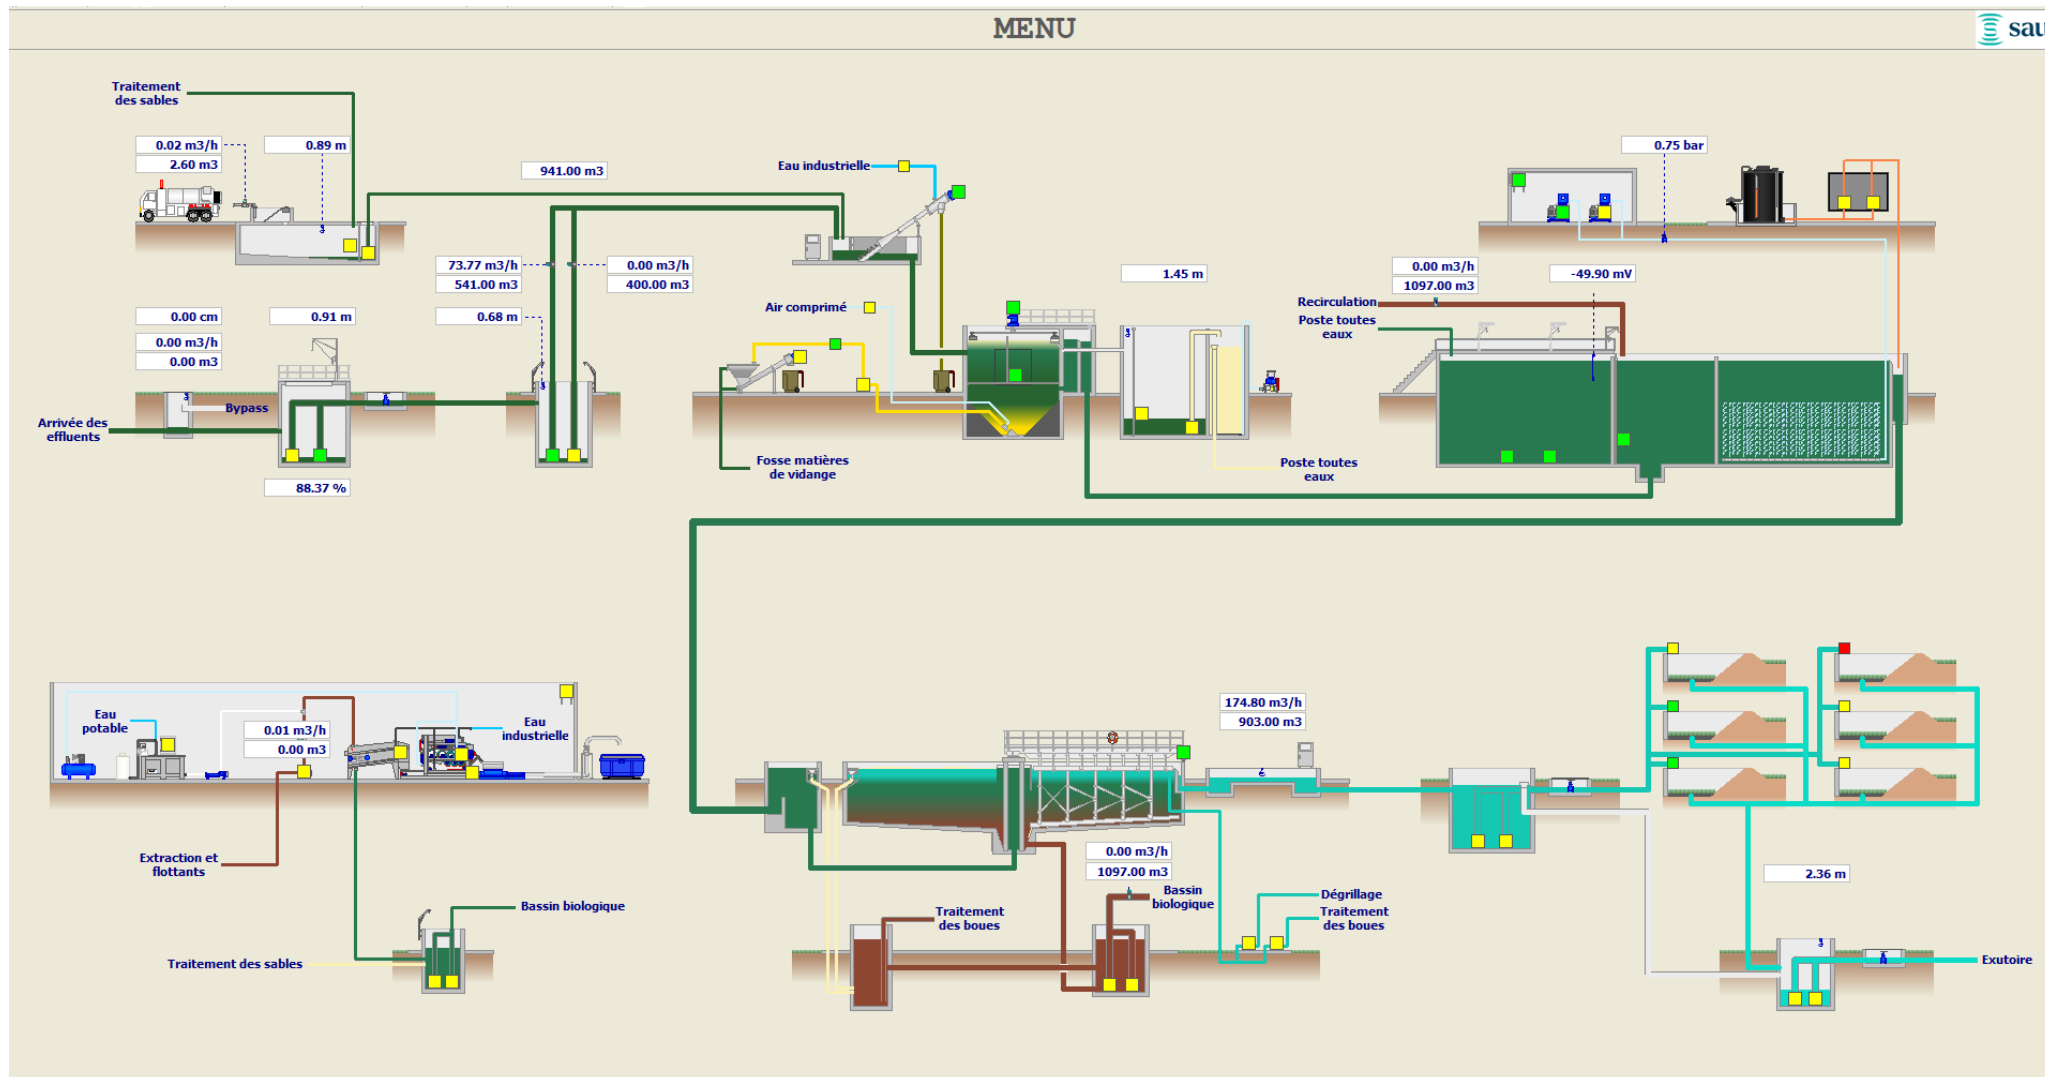 MENU
sau
Traitement
des sables
0.02 m3/h
2.60 m3
0.89 m
941.00 m3
Eau industrielle
0.75 bar
73.77 m3/h
541.00 m3
0.00 m3/h
400.00 m3
1.45 m
0.00 m3/h
1097.00 m3
-49.90 mV
Recirculation
Poste toutes
eaux
Air comprimé
0.00 cm
0.91 m
0.68 m
0.00 m3/h
0.00 m3
Bypass
Arrivée des
effluents
Fosse matières
de vidange
Poste toutes
eaux
88.37 %
174.80 m3/h
903.00 m3
Eau
potable
0.01 m3/h
0.00 m3
Eau
industrielle
Extraction et
flottants
0.00 m3/h
1097.00 m3
2.36 m
Bassin
biologique
Dégrillage
Traitement
des boues
Traitement
des boues
Bassin biologique
Traitement des sables
Exutoire